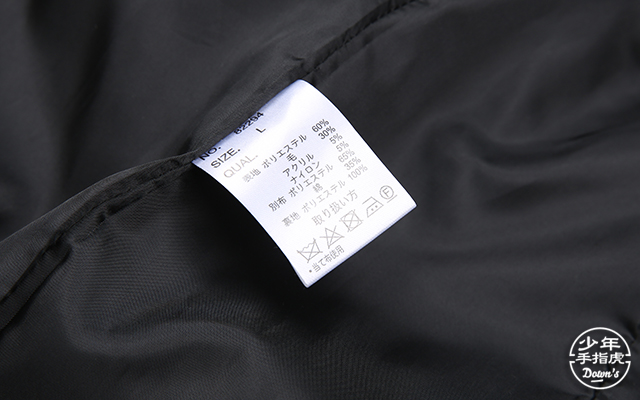 NO. 62294
SIZE. L
QUAL.
表地 ポリエステル 60%
毛 30%
アクリル 5%
ナイロン 5%
別布 ポリエステル 65%
綿 35%
裏地 ポリエステル 100%
取り扱い方
*当て布使用
少年
手指虎
Down's